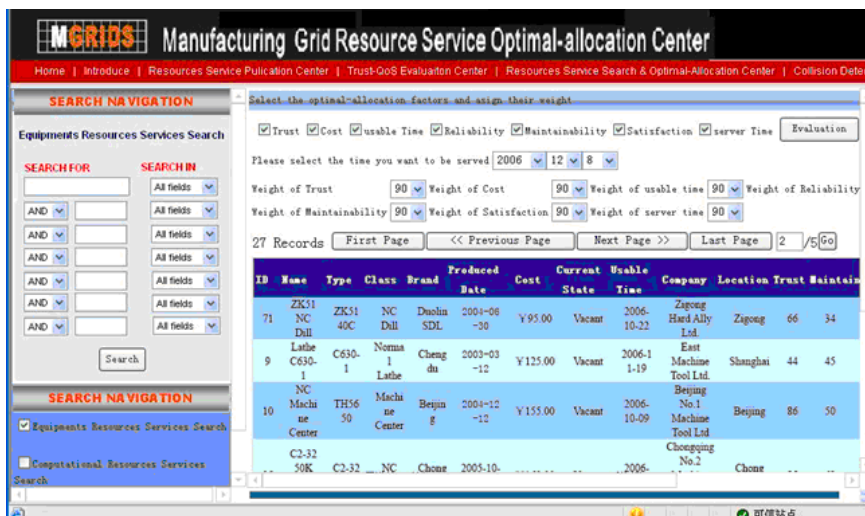 MGRIDS Manufacturing Grid Resource Service Optimal-allocation Center
Home | Introduce | Resources Service Pulication Center | Trust-QoS Evaluaiton Center | Resources Service Search & Optimal-Allocation Center | Collision Dete
SEARCH NAVIGATION
Equipments Resources Services Search
SEARCH FOR SEARCH IN
All fields
AND All fields
AND All fields
AND All fields
AND All fields
AND All fields
AND All fields
Search
SEARCH NAVIGATION
Equipments Resources Services Search
Computational Resources Services
Search
Select the optimal-allocation factors and asign their weight
Trust Cost usable Time Reliability Maintainability Satisfaction server Time Evaluation
Please select the time you want to be served 2006 12 8
Weight of Trust 90 Weight of Cost 90 Weight of usable time 90 Weight of Reliability
Weight of Maintainability 90 Weight of Satisfaction 90 Weight of server time 90
27 Records First Page << Previous Page Next Page >> Last Page 2 /5 Go
ID Name Type Class Brand Produced Date Cost Current State Usable Time Company Location Trust Maintain
71 ZK51 NC Dill ZK51 40C NC Dill Duolin SDL 2004-06 -30 ¥95.00 Vacant 2006- 10-22 Zigong Hard Ally Ltd. Zigong 66 34
9 Lathe C630- 1 C630- 1 Norma l Lathe Cheng du 2003-03 -12 ¥125.00 Vacant 2006-1 1-19 East Machine Tool Ltd. Shanghai 44 45
10 NC Machi ne Center TH56 50 Machi ne Center Beijin g 2004-12 -12 ¥155.00 Vacant 2006- 10-09 Beijing No.1 Machine Tool Ltd Beijing 86 50
C2-32 50K C2-32 NC Chong 2005-10- 2006- Chongqing No.2 Chong
可信站点